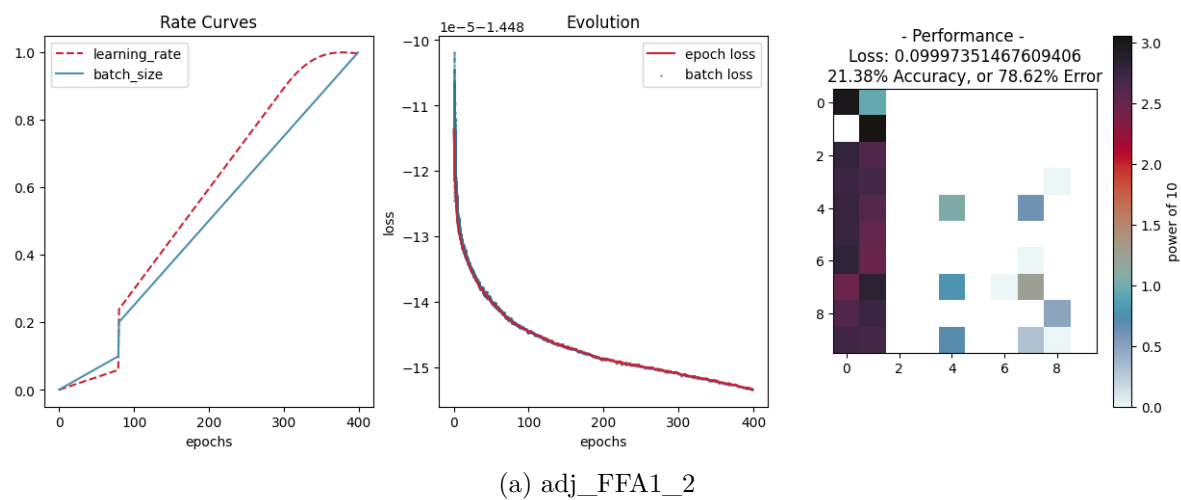 Rate Curves
learning_rate
batch_size
1.0
0.8
0.6
0.4
0.2
0.0
0 100 200 300 400
epochs
Evolution
1e−5−1.448
epoch loss
batch loss
loss
−10
−11
−12
−13
−14
−15
0 100 200 300 400
epochs
- Performance -
Loss: 0.09997351467609406
21.38% Accuracy, or 78.62% Error
0
2
4
6
8
0 2 4 6 8
3.0
2.5
2.0
1.5
1.0
0.5
0.0
power of 10
(a) adj_FFA1_2